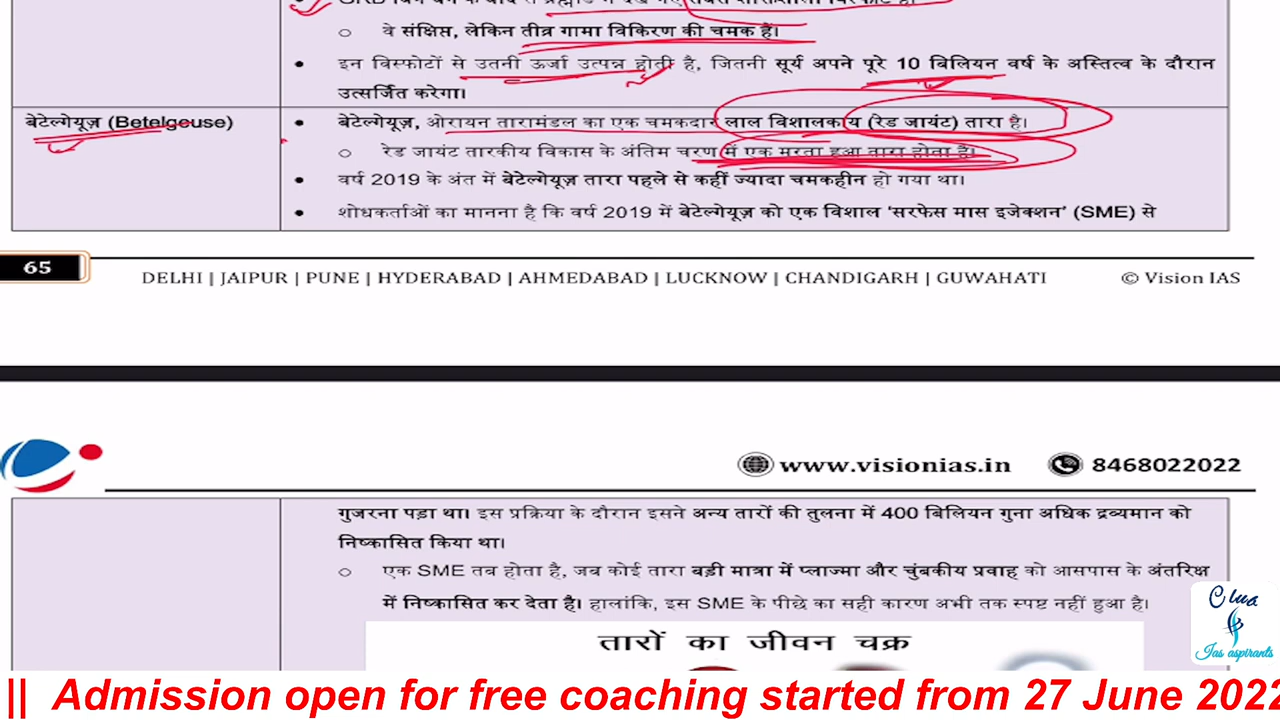 वे संक्षिप्त, लेकिन तीव्र गामा विकिरण की चमक हैं।
इन विस्फोटों से उतनी ऊर्जा उत्पन्न होती है, जितनी सूर्य अपने पूरे 10 बिलियन वर्ष के अस्तित्व के दौरान
उत्सर्जित करेगा।
बेटेल्गेयूज़ (Betelgeuse)
बेटेल्गेयूज़, ओरायन तारामंडल का एक चमकदार लाल विशालकाय (रेड जायंट) तारा है।
रेड जायंट तारकीय विकास के अंतिम चरण में एक मरता हुआ तारा होता है।
वर्ष 2019 के अंत में बेटेल्गेयूज़ तारा पहले से कहीं ज्यादा चमकहीन हो गया था।
शोधकर्ताओं का मानना है कि वर्ष 2019 में बेटेल्गेयूज़ को एक विशाल 'सरफेस मास इजेक्शन' (SME) से
65
DELHI | JAIPUR | PUNE | HYDERABAD | AHMEDABAD | LUCKNOW | CHANDIGARH | GUWAHATI
© Vision IAS
www.visionias.in
8468022022
गुजरना पड़ा था। इस प्रक्रिया के दौरान इसने अन्य तारों की तुलना में 400 बिलियन गुना अधिक द्रव्यमान को
निष्कासित किया था।
एक SME तब होता है, जब कोई तारा बड़ी मात्रा में प्लाज्मा और चुंबकीय प्रवाह को आसपास के अंतरिक्ष
में निष्कासित कर देता है। हालांकि, इस SME के पीछे का सही कारण अभी तक स्पष्ट नहीं हुआ है।
तारों का जीवन चक्र
Ias aspirants
|| Admission open for free coaching started from 27 June 2022